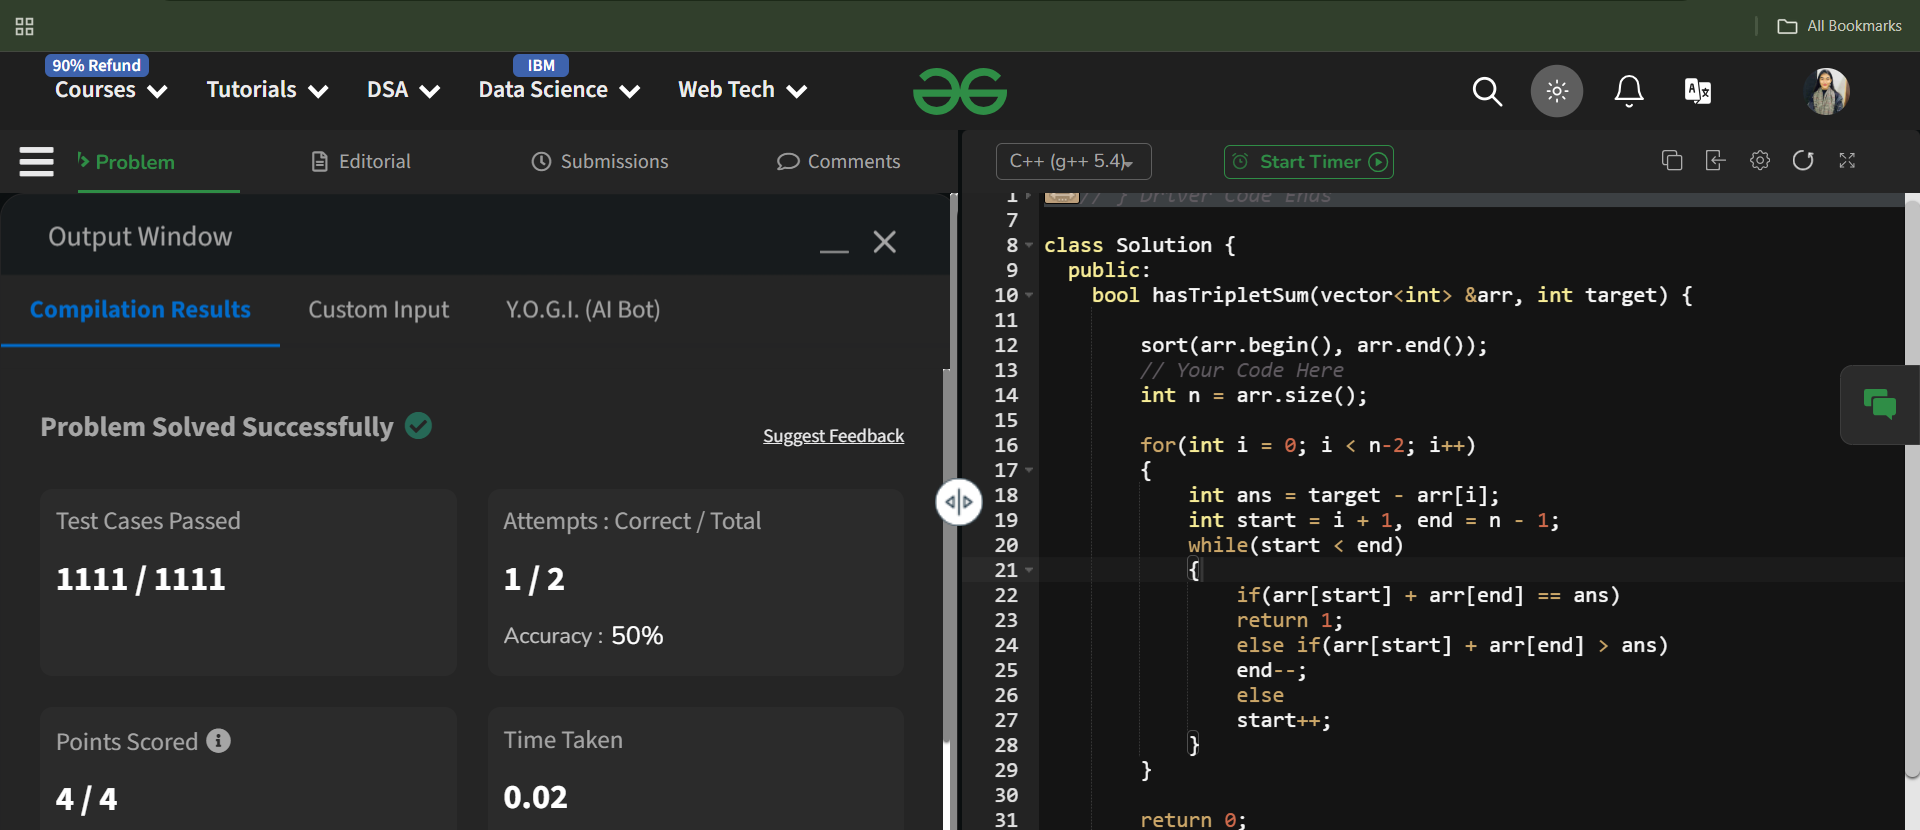 All Bookmarks
90% Refund
IBM
Courses Tutorials DSA Data Science Web Tech
Problem Editorial Submissions Comments
Output Window
Compilation Results Custom Input Y.O.G.I. (AI Bot)
Problem Solved Successfully
Suggest Feedback
Test Cases Passed
1111 / 1111
Attempts : Correct / Total
1 / 2
Accuracy : 50%
Points Scored
4 / 4
Time Taken
0.02
C++ (g++ 5.4)
Start Timer
1 // } Driver Code Ends
7
8 class Solution {
9 public:
10 bool hasTripletSum(vector<int> &arr, int target) {
11
12 sort(arr.begin(), arr.end());
13 // Your Code Here
14 int n = arr.size();
15
16 for(int i = 0; i < n-2; i++)
17 {
18 int ans = target - arr[i];
19 int start = i + 1, end = n - 1;
20 while(start < end)
21 {
22 if(arr[start] + arr[end] == ans)
23 return 1;
24 else if(arr[start] + arr[end] > ans)
25 end--;
26 else
27 start++;
28 }
29 }
30
31 return 0;